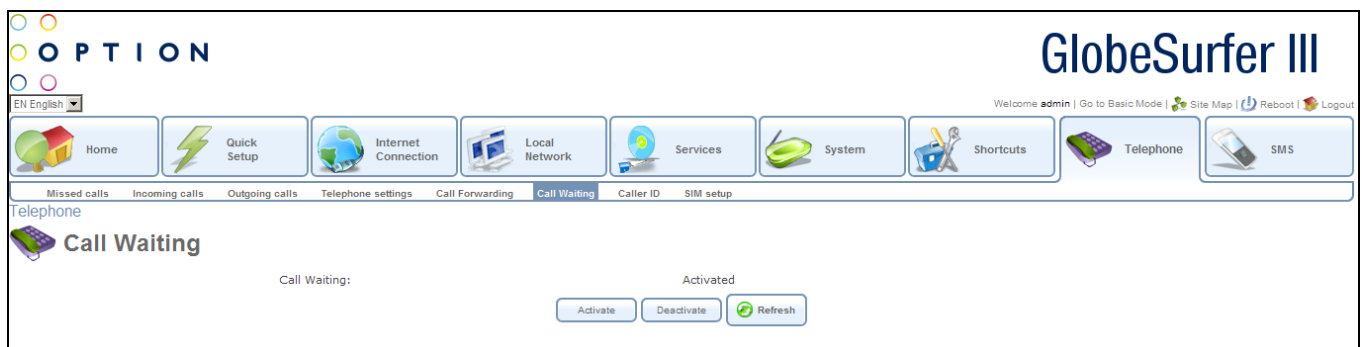 OPTION
GlobeSurfer III
EN English
Welcome admin | Go to Basic Mode | Site Map | Reboot | Logout
Home
Quick Setup
Internet Connection
Local Network
Services
System
Shortcuts
Telephone
SMS
Missed calls Incoming calls Outgoing calls Telephone settings Call Forwarding Call Waiting Caller ID SIM setup
Telephone
Call Waiting
Call Waiting: Activated
Activate Deactivate Refresh